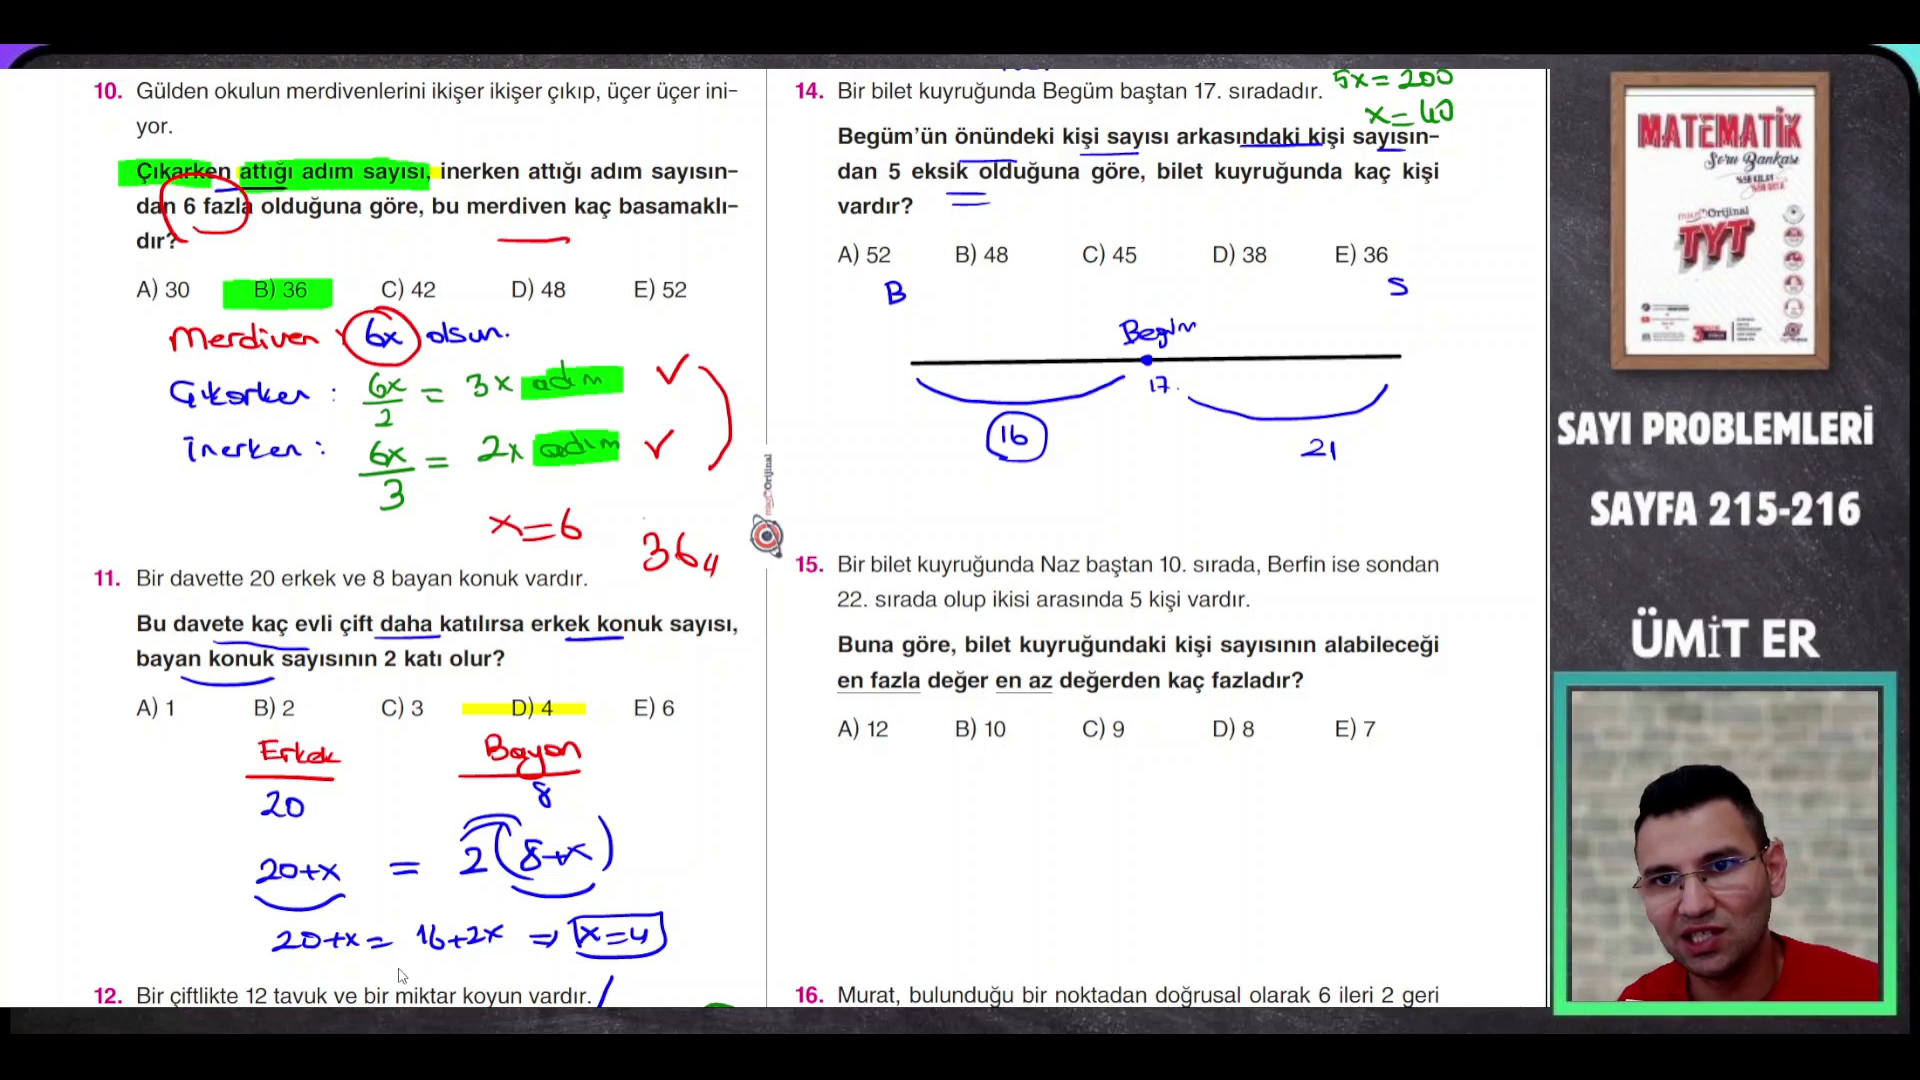 10. Gülden okulun merdivenlerini ikişer ikişer çıkıp, üçer üçer ini-
yor.
Çıkarken attığı adım sayısı, inerken attığı adım sayısın-
dan 6 fazla olduğuna göre, bu merdiven kaç basamaklı-
dır?
A) 30 B) 36 C) 42 D) 48 E) 52
Merdiven 6x olsun.
Çıkarken : 6x/2 = 3x adım
İnerken : 6x/3 = 2x adım
x=6
36
11. Bir davette 20 erkek ve 8 bayan konuk vardır.
Bu davete kaç evli çift daha katılırsa erkek konuk sayısı,
bayan konuk sayısının 2 katı olur?
A) 1 B) 2 C) 3 D) 4 E) 6
Erkek Bayan
20 8
20+x = 2(8+x)
20+x = 16+2x ⇒ x=4
12. Bir çiftlikte 12 tavuk ve bir miktar koyun vardır.
5x=200
x=40
14. Bir bilet kuyruğunda Begüm baştan 17. sıradadır.
Begüm'ün önündeki kişi sayısı arkasındaki kişi sayısın-
dan 5 eksik olduğuna göre, bilet kuyruğunda kaç kişi
vardır?
A) 52 B) 48 C) 45 D) 38 E) 36
B S
Begüm
17.
16 21
15. Bir bilet kuyruğunda Naz baştan 10. sırada, Berfin ise sondan
22. sırada olup ikisi arasında 5 kişi vardır.
Buna göre, bilet kuyruğundaki kişi sayısının alabileceği
en fazla değer en az değerden kaç fazladır?
A) 12 B) 10 C) 9 D) 8 E) 7
16. Murat, bulunduğu bir noktadan doğrusal olarak 6 ileri 2 geri
Orijinal
MATEMATİK
Soru Bankası
Orijinal
TYT
SAYI PROBLEMLERİ
SAYFA 215-216
ÜMİT ER